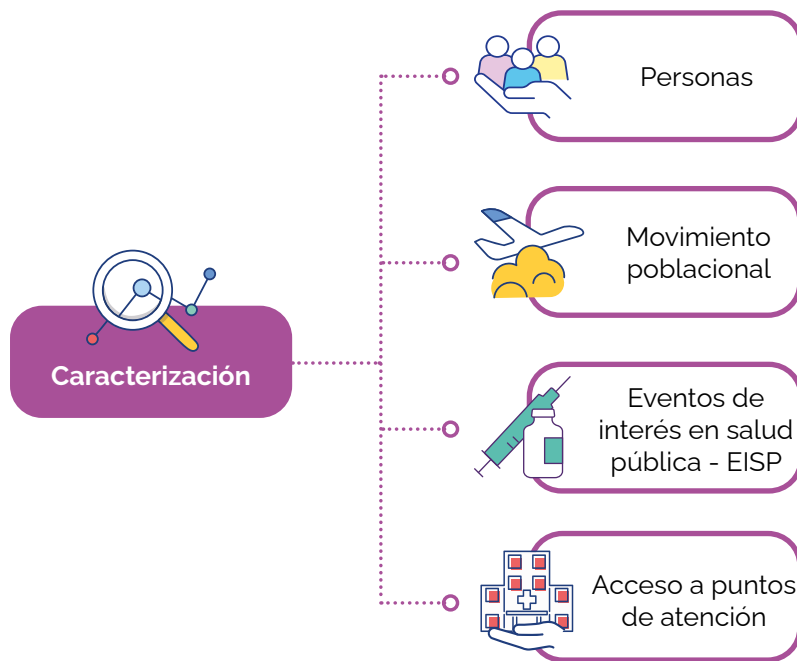 Personas
Movimiento
poblacional
Caracterización
Eventos de
interés en salud
pública - EISP
Acceso a puntos
de atención